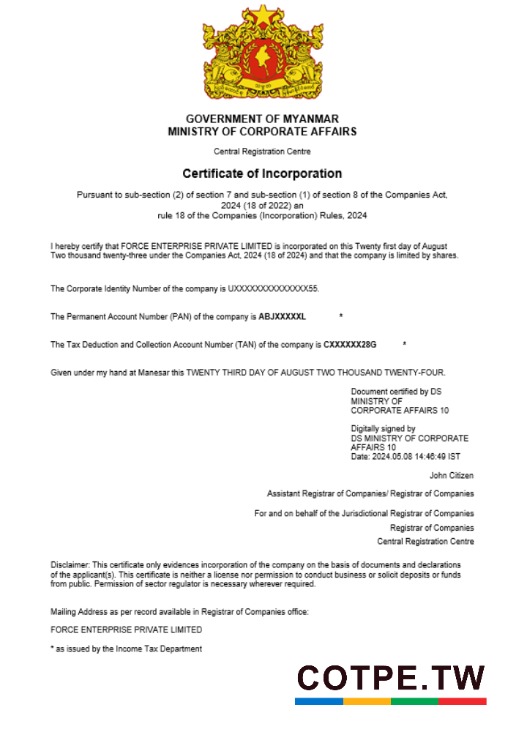 GOVERNMENT OF MYANMAR
MINISTRY OF CORPORATE AFFAIRS
Central Registration Centre
Certificate of Incorporation
Pursuant to sub-section (2) of section 7 and sub-section (1) of section 8 of the Companies Act,
2024 (18 of 2022) an
rule 18 of the Companies (Incorporation) Rules, 2024
I hereby certify that FORCE ENTERPRISE PRIVATE LIMITED is incorporated on this Twenty first day of August
Two thousand twenty-three under the Companies Act, 2024 (18 of 2024) and that the company is limited by shares.
The Corporate Identity Number of the company is UXXXXXXXXXXXXXX55.
The Permanent Account Number (PAN) of the company is ABJXXXXXL *
The Tax Deduction and Collection Account Number (TAN) of the company is CXXXXXX28G *
Given under my hand at Manesar this TWENTY THIRD DAY OF AUGUST TWO THOUSAND TWENTY-FOUR.
Document certified by DS
MINISTRY OF
CORPORATE AFFAIRS 10
Digitally signed by
DS MINISTRY OF CORPORATE
AFFAIRS 10
Date: 2024.05.08 14:46:49 IST
John Citizen
Assistant Registrar of Companies/ Registrar of Companies
For and on behalf of the Jurisdictional Registrar of Companies
Registrar of Companies
Central Registration Centre
Disclaimer: This certificate only evidences incorporation of the company on the basis of documents and declarations
of the applicant(s). This certificate is neither a license nor permission to conduct business or solicit deposits or funds
from public. Permission of sector regulator is necessary wherever required.
Mailing Address as per record available in Registrar of Companies office:
FORCE ENTERPRISE PRIVATE LIMITED
* as issued by the Income Tax Department
COTPE.TW